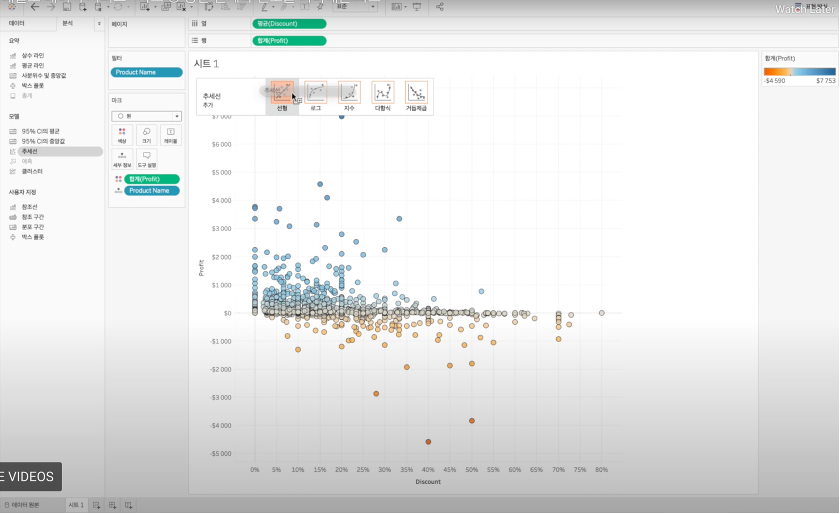 Watch Later
데이터
분석
페이지
열
평균(Discount)
행
합계(Profit)
표준
요약
상수 라인
평균 라인
사분위수 및 중앙값
박스 플롯
총계
모델
95% CI의 평균
95% CI의 중앙값
추세선
예측
클러스터
사용자 지정
참조선
참조 구간
분포 구간
박스 플롯
필터
Product Name
마크
원
색상
크기
레이블
세부 정보
도구 설명
합계(Profit)
Product Name
시트 1
추세선
추가
선형
로그
지수
다항식
거듭제곱
$7 000
$6 000
$5 000
$4 000
$3 000
$2 000
$1 000
$0
-$1 000
-$2 000
-$3 000
-$4 000
-$5 000
Profit
0% 5% 10% 15% 20% 25% 30% 35% 40% 45% 50% 55% 60% 65% 70% 75% 80%
Discount
합계(Profit)
-$4 590
$7 753
E VIDEOS
데이터 원본
시트 1